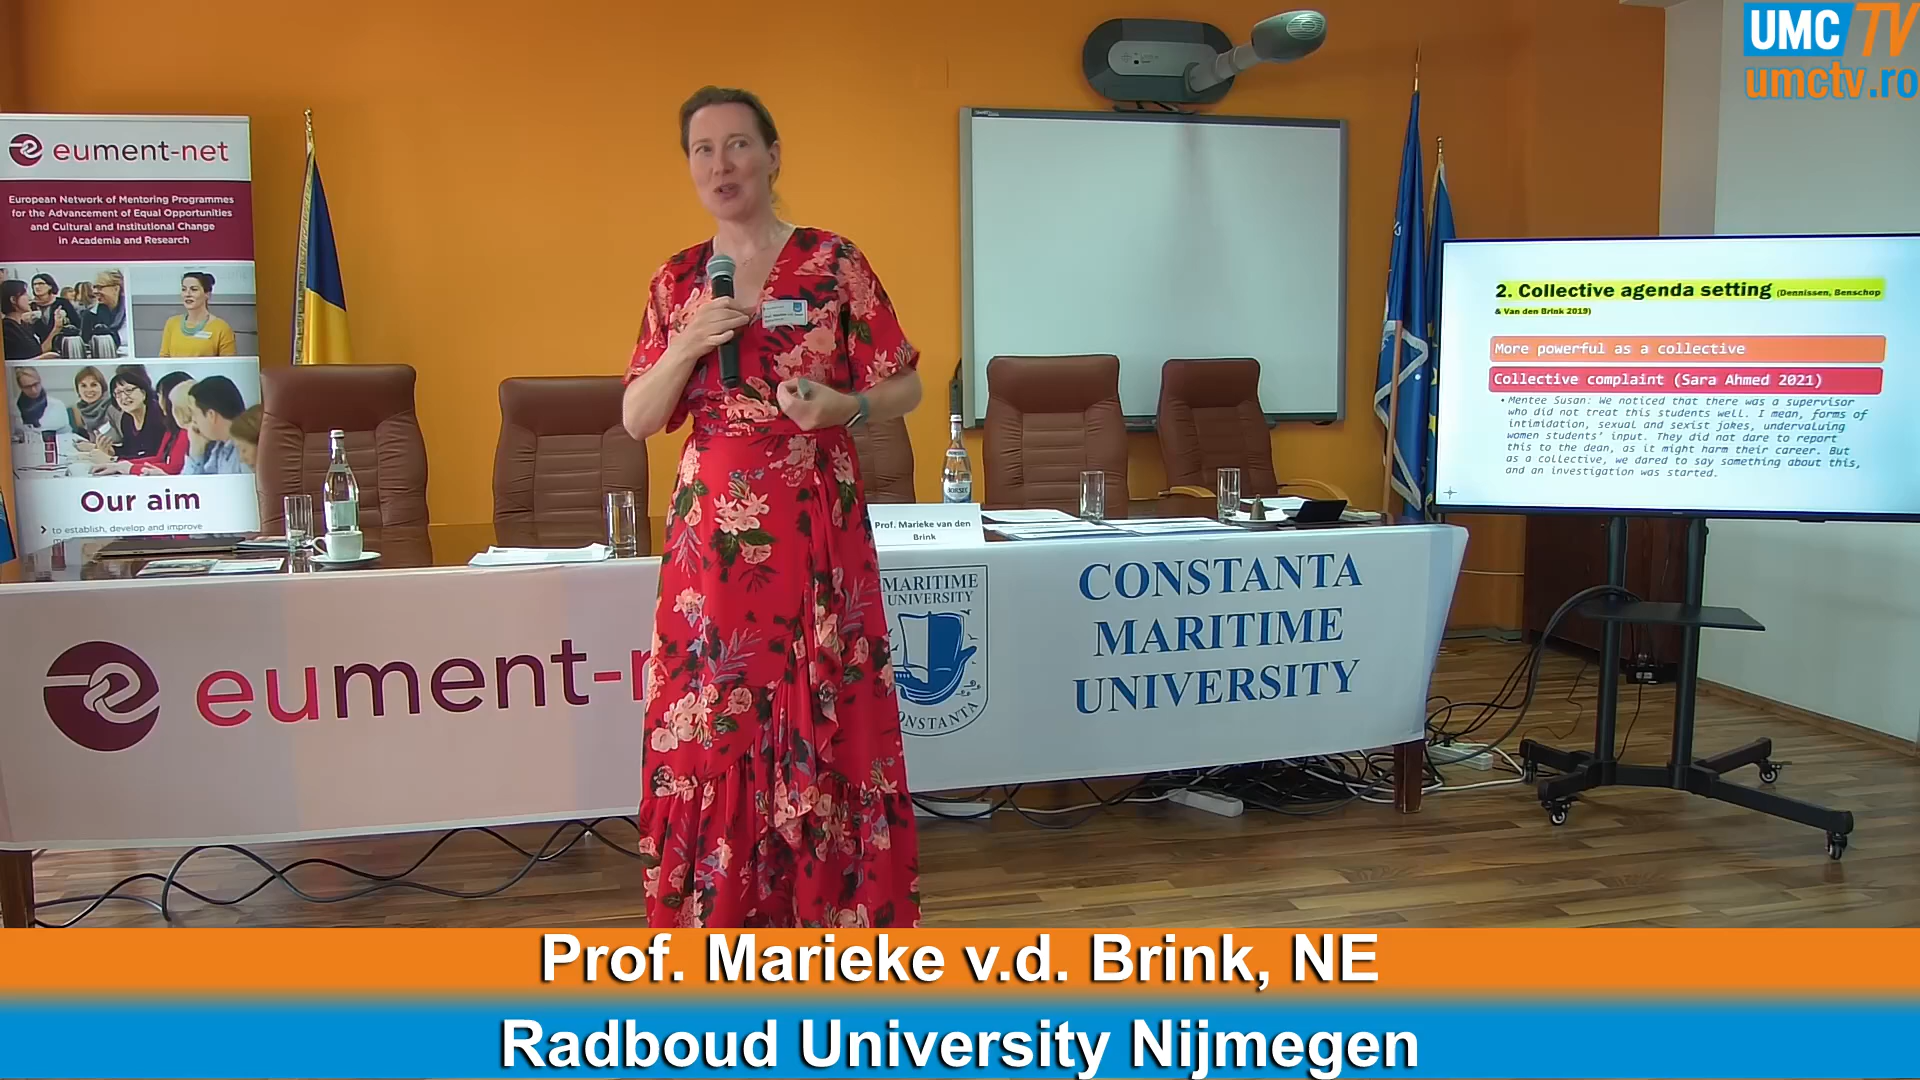 UMC TV
umctv.ro
eument-net
European Network of Mentoring Programmes
for the Advancement of Equal Opportunities
and Cultural and Institutional Change
in Academia and Research
Our aim
to establish, develop and improve
2. Collective agenda setting (Dennissen, Benschop
& Van den Brink 2019)
More powerful as a collective
Collective complaint (Sara Ahmed 2021)
• Mentee Susan: We noticed that there was a supervisor
who did not treat this students well. I mean, forms of
intimidation, sexual and sexist jokes, undervaluing
women students' input. They did not dare to report
this to the dean, as it might harm their career. But
as a collective, we dared to say something about this,
and an investigation was started.
BORSEC
Prof. Marieke van den
Brink
eument-n
MARITIME
UNIVERSITY
CONSTANTA
CONSTANTA
MARITIME
UNIVERSITY
Prof. Marieke v.d. Brink, NE
Radboud University Nijmegen